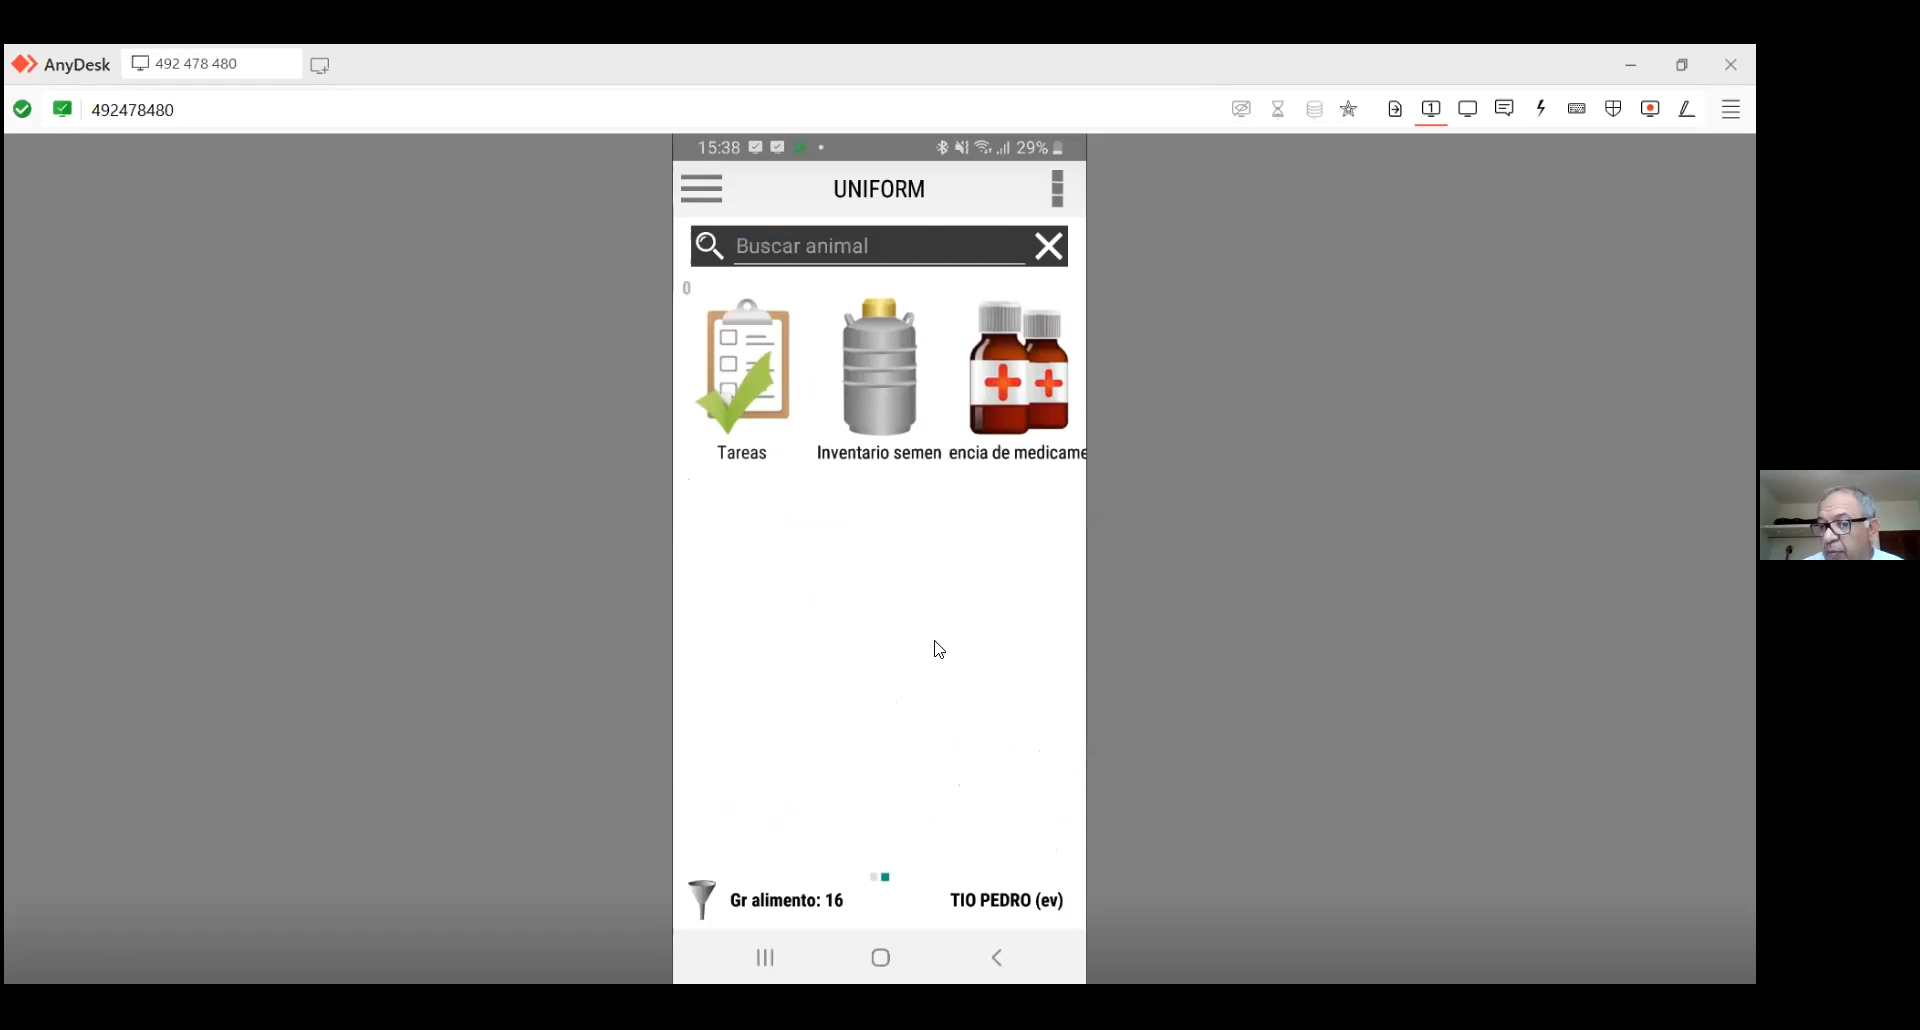 AnyDesk
492 478 480
492478480
15:38
29%
UNIFORM
Buscar animal
0
Tareas
Inventario semen
encia de medicame
Gr alimento: 16
TIO PEDRO (ev)